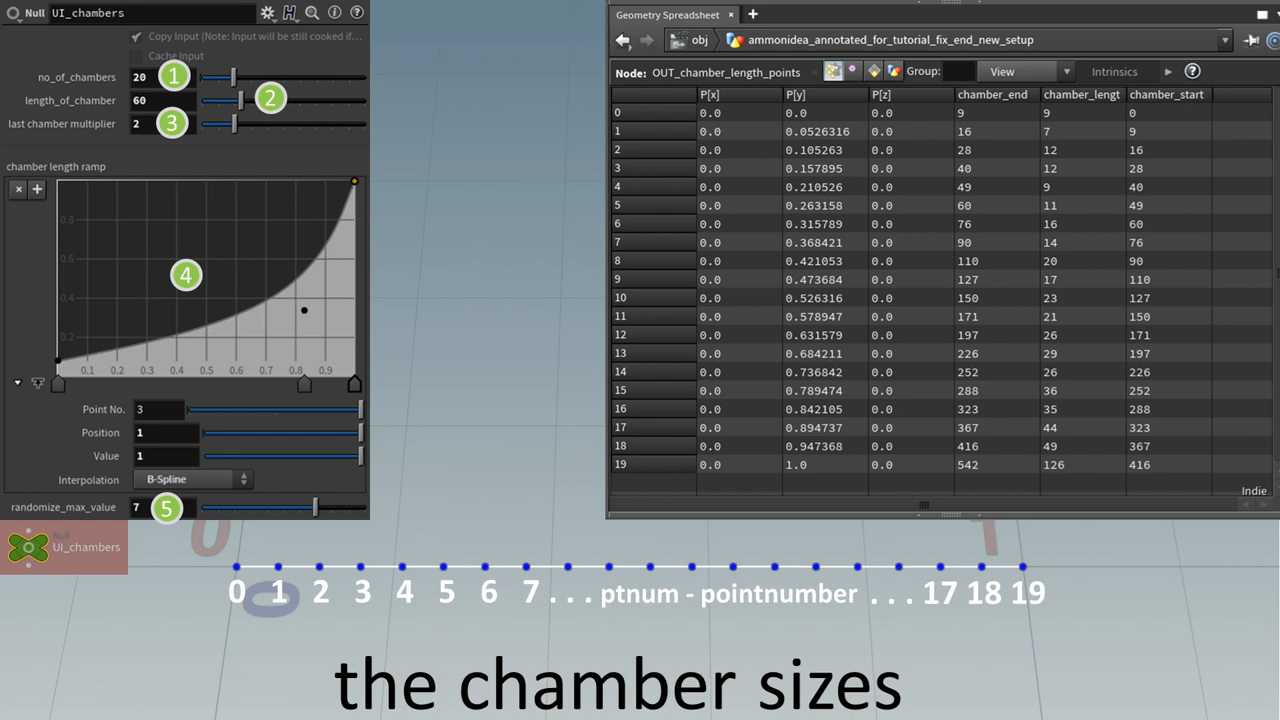 Null UI_chambers
Copy Input (Note: Input will be still cooked if…
Cache Input
no_of_chambers 20 1
length_of_chamber 60 2
last chamber multiplier 2 3
chamber length ramp
0.8
0.6
0.4
0.2
4
0.1 0.2 0.3 0.4 0.5 0.6 0.7 0.8 0.9
Point No. 3
Position 1
Value 1
Interpolation B-Spline
randomize_max_value 7 5
Null
UI_chambers
Geometry Spreadsheet × +
obj ammonidea_annotated_for_tutorial_fix_end_new_setup
Node: OUT_chamber_length_points Group: View Intrinsics
P[x] P[y] P[z] chamber_end chamber_lengt chamber_start
0 0.0 0.0 0.0 9 9 0
1 0.0 0.0526316 0.0 16 7 9
2 0.0 0.105263 0.0 28 12 16
3 0.0 0.157895 0.0 40 12 28
4 0.0 0.210526 0.0 49 9 40
5 0.0 0.263158 0.0 60 11 49
6 0.0 0.315789 0.0 76 16 60
7 0.0 0.368421 0.0 90 14 76
8 0.0 0.421053 0.0 110 20 90
9 0.0 0.473684 0.0 127 17 110
10 0.0 0.526316 0.0 150 23 127
11 0.0 0.578947 0.0 171 21 150
12 0.0 0.631579 0.0 197 26 171
13 0.0 0.684211 0.0 226 29 197
14 0.0 0.736842 0.0 252 26 226
15 0.0 0.789474 0.0 288 36 252
16 0.0 0.842105 0.0 323 35 288
17 0.0 0.894737 0.0 367 44 323
18 0.0 0.947368 0.0 416 49 367
19 0.0 1.0 0.0 542 126 416
Indie
0 1
0
0 1 2 3 4 5 6 7 . . . ptnum - pointnumber . . . 17 18 19
the chamber sizes